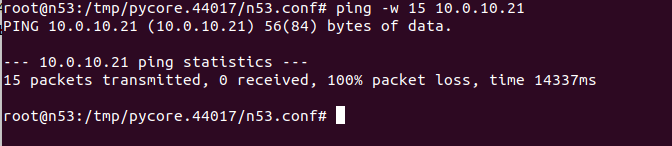 root@n53:/tmp/pycore.44017/n53.conf# ping -w 15 10.0.10.21
PING 10.0.10.21 (10.0.10.21) 56(84) bytes of data.
--- 10.0.10.21 ping statistics ---
15 packets transmitted, 0 received, 100% packet loss, time 14337ms
root@n53:/tmp/pycore.44017/n53.conf#